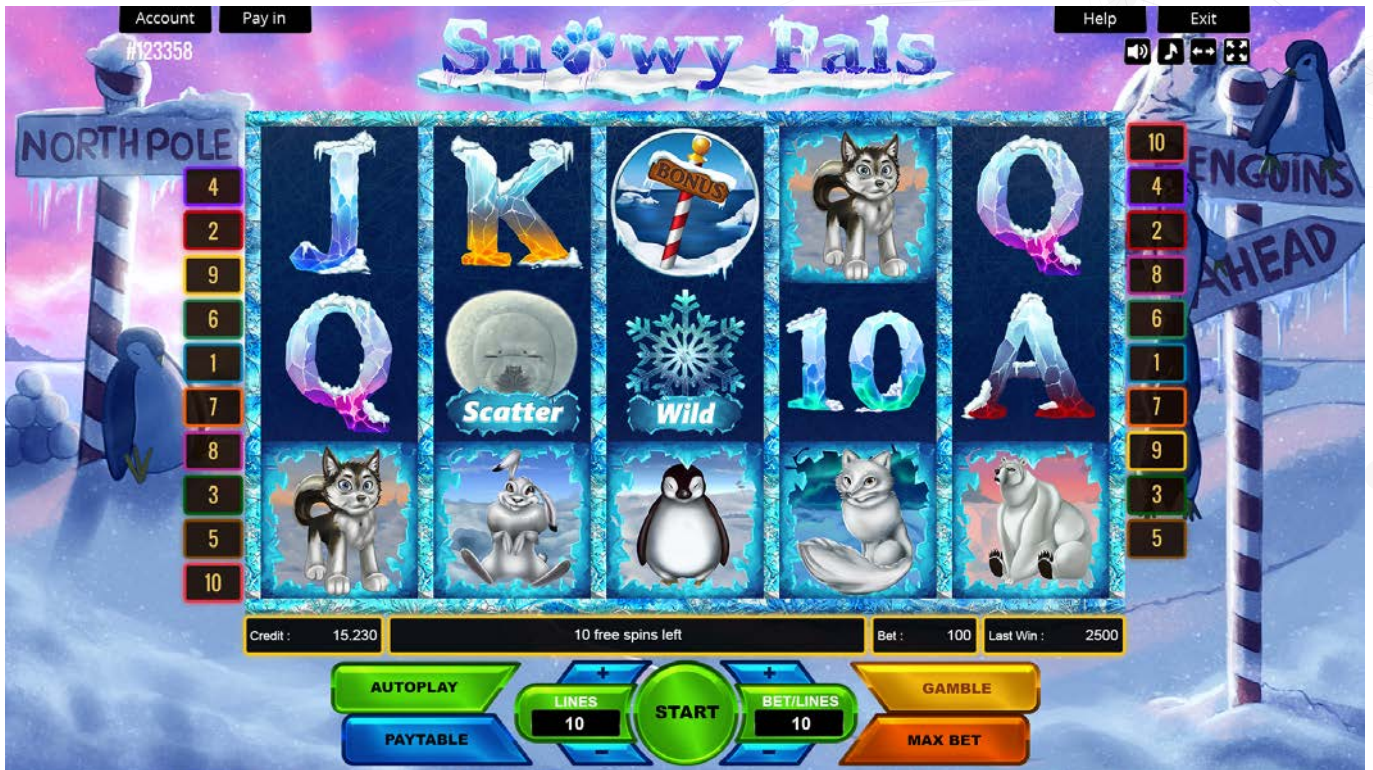 Account Pay in Help Exit
#123358
Snowy Pals
NORTH POLE
BONUS
J K Q
Q 10 A
Scatter Wild
PENGUINS
AHEAD
4
2
9
6
1
7
8
3
5
10
10
4
2
8
6
1
7
9
3
5
Credit : 15.230 10 free spins left Bet : 100 Last Win : 2500
AUTOPLAY + + GAMBLE
LINES START BET/LINES
10 10
PAYTABLE - - MAX BET